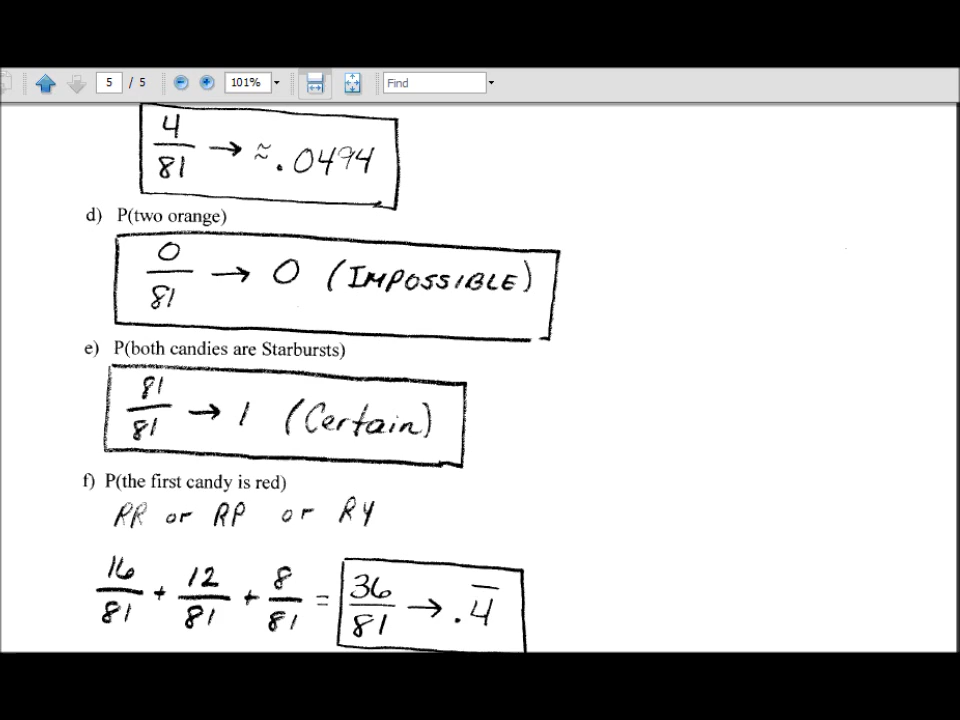 5 / 5 101% Find
4/81 → ≈ .0494
d) P(two orange)
0/81 → 0 (IMPOSSIBLE)
e) P(both candies are Starbursts)
81/81 → 1 (Certain)
f) P(the first candy is red)
RR or RP or RY
16/81 + 12/81 + 8/81 = 36/81 → .4̅